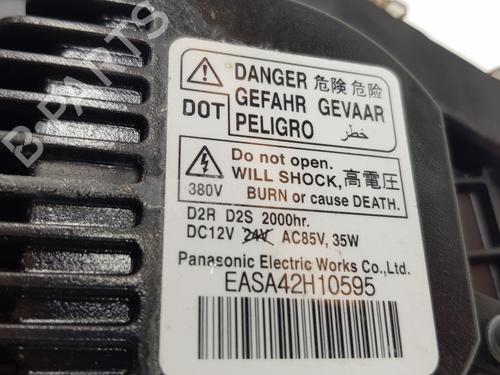 B-PARTS
DANGER 危険 危险
GEFAHR GEVAAR
DOT PELIGRO خطر
Do not open.
WILL SHOCK, 高電圧
380V BURN or cause DEATH.
D2R D2S 2000hr.
DC12V 24V AC85V, 35W
Panasonic Electric Works Co., Ltd.
EASA42H10595